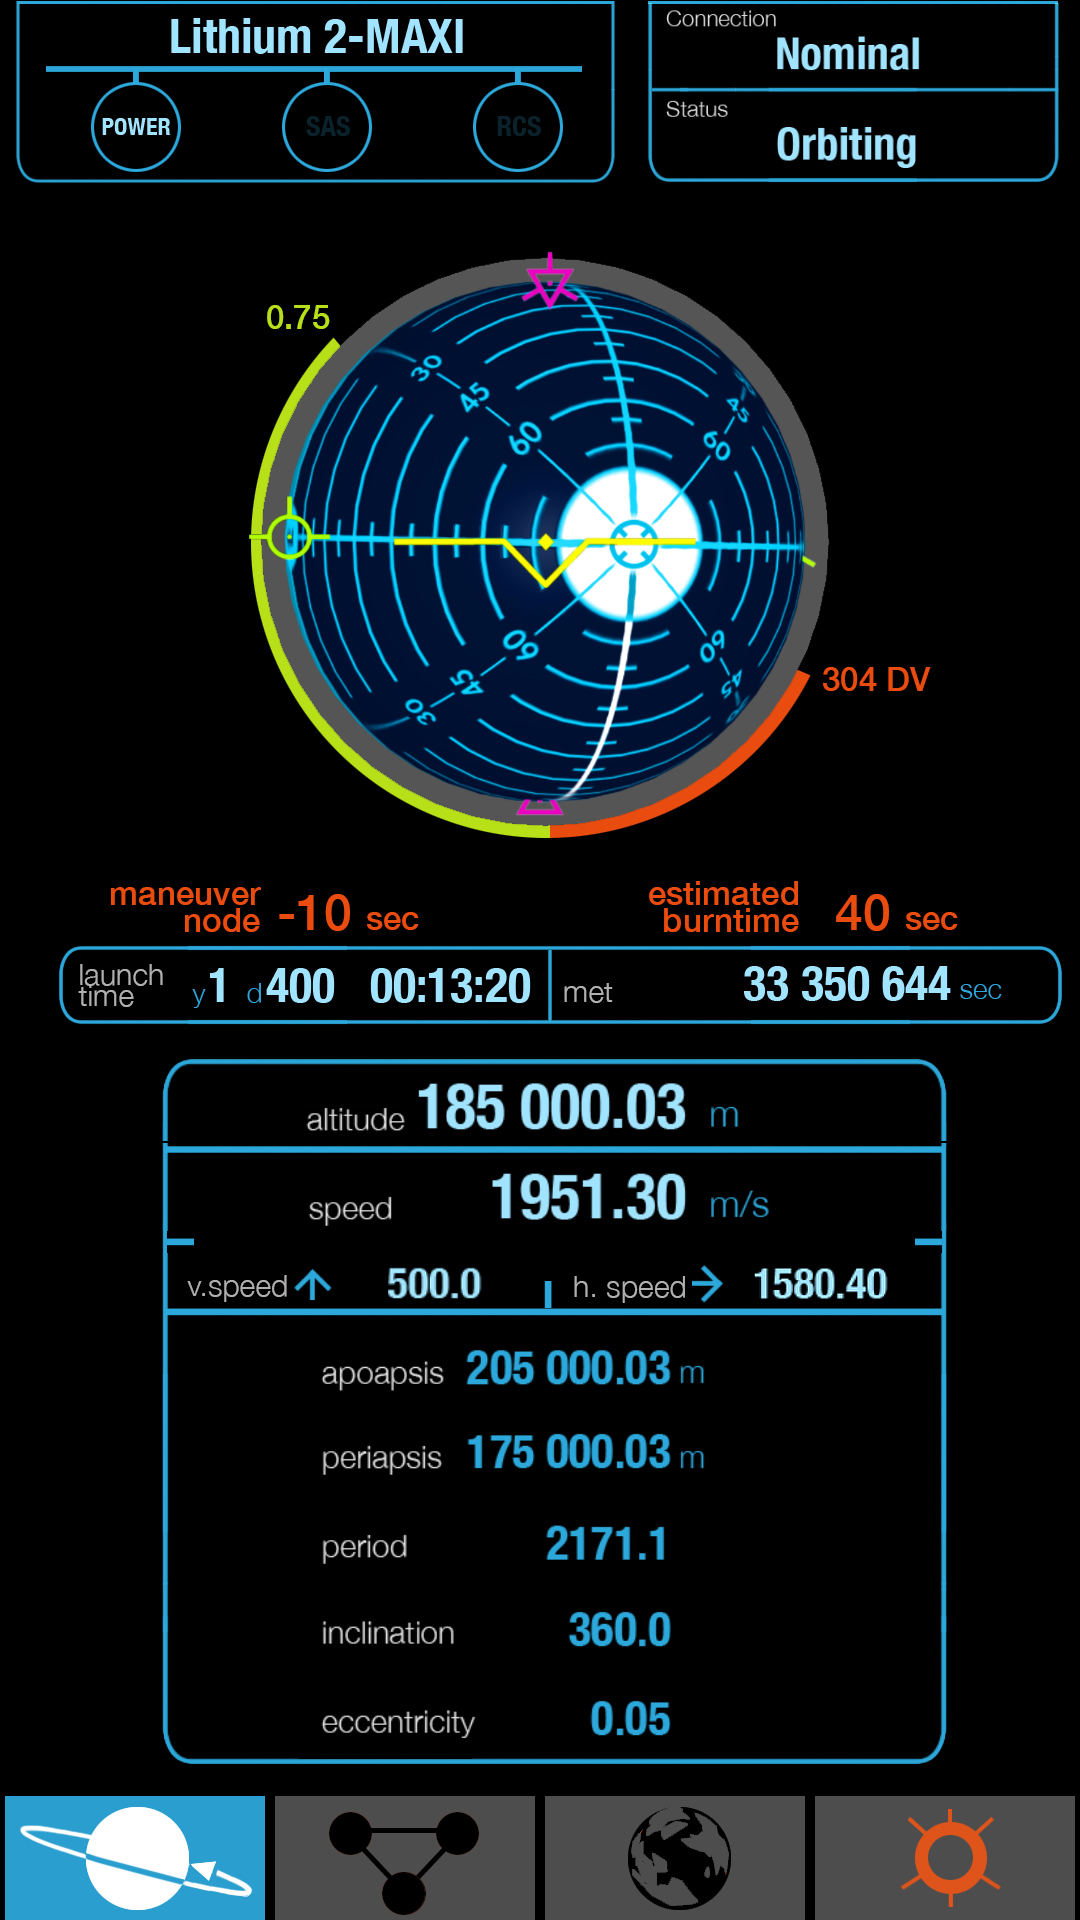 Lithium 2-MAXI
POWER
SAS
RCS
Connection
Nominal
Status
Orbiting
0.75
30
45
60
45
60
60
45
30
60
45
304 DV
maneuver node -10 sec
estimated burntime 40 sec
launch time y1 d400 00:13:20
met 33 350 644 sec
altitude 185 000.03 m
speed 1951.30 m/s
v.speed 500.0 h. speed 1580.40
apoapsis 205 000.03 m
periapsis 175 000.03 m
period 2171.1
inclination 360.0
eccentricity 0.05